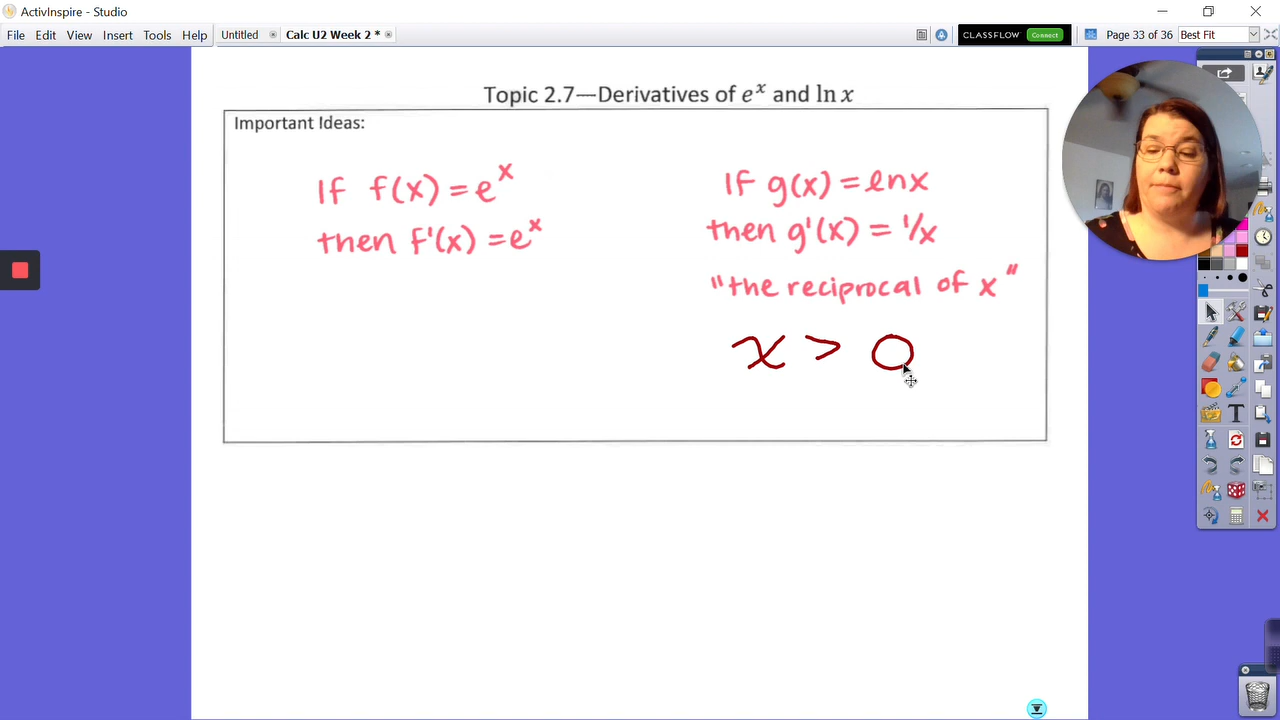 ActivInspire - Studio
File Edit View Insert Tools Help Untitled Calc U2 Week 2 * CLASSFLOW Connect Page 33 of 36 Best Fit
Topic 2.7—Derivatives of e^x and ln x
Important Ideas:
If f(x) = e^x
then f'(x) = e^x
If g(x) = lnx
then g'(x) = 1/x
"the reciprocal of x"
x > 0